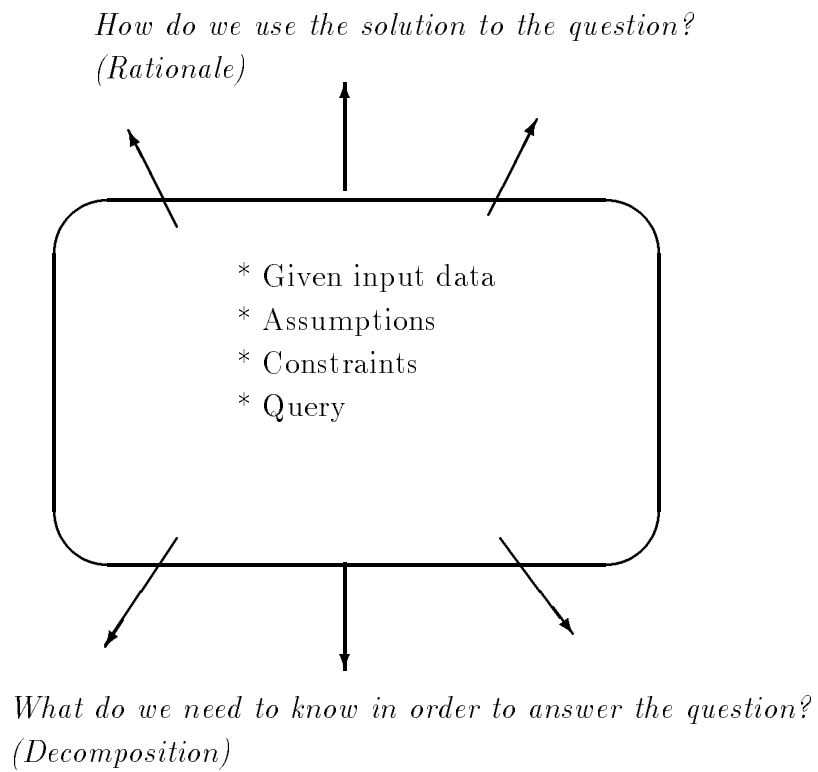 How do we use the solution to the question?
(Rationale)
* Given input data
* Assumptions
* Constraints
* Query
What do we need to know in order to answer the question?
(Decomposition)